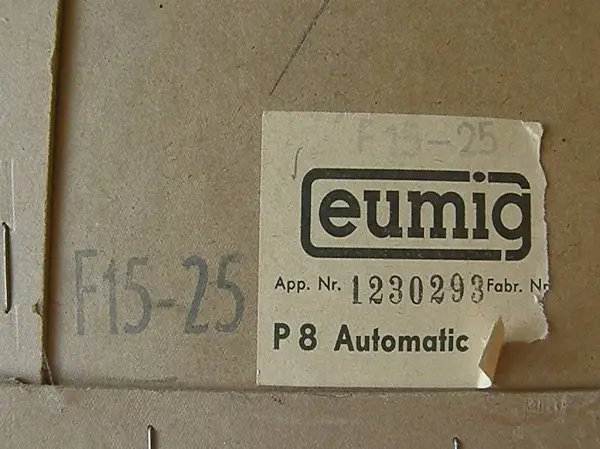 F15-25
eumig
App. Nr. 1230293 Fabr. Nr
P 8 Automatic
F15-25